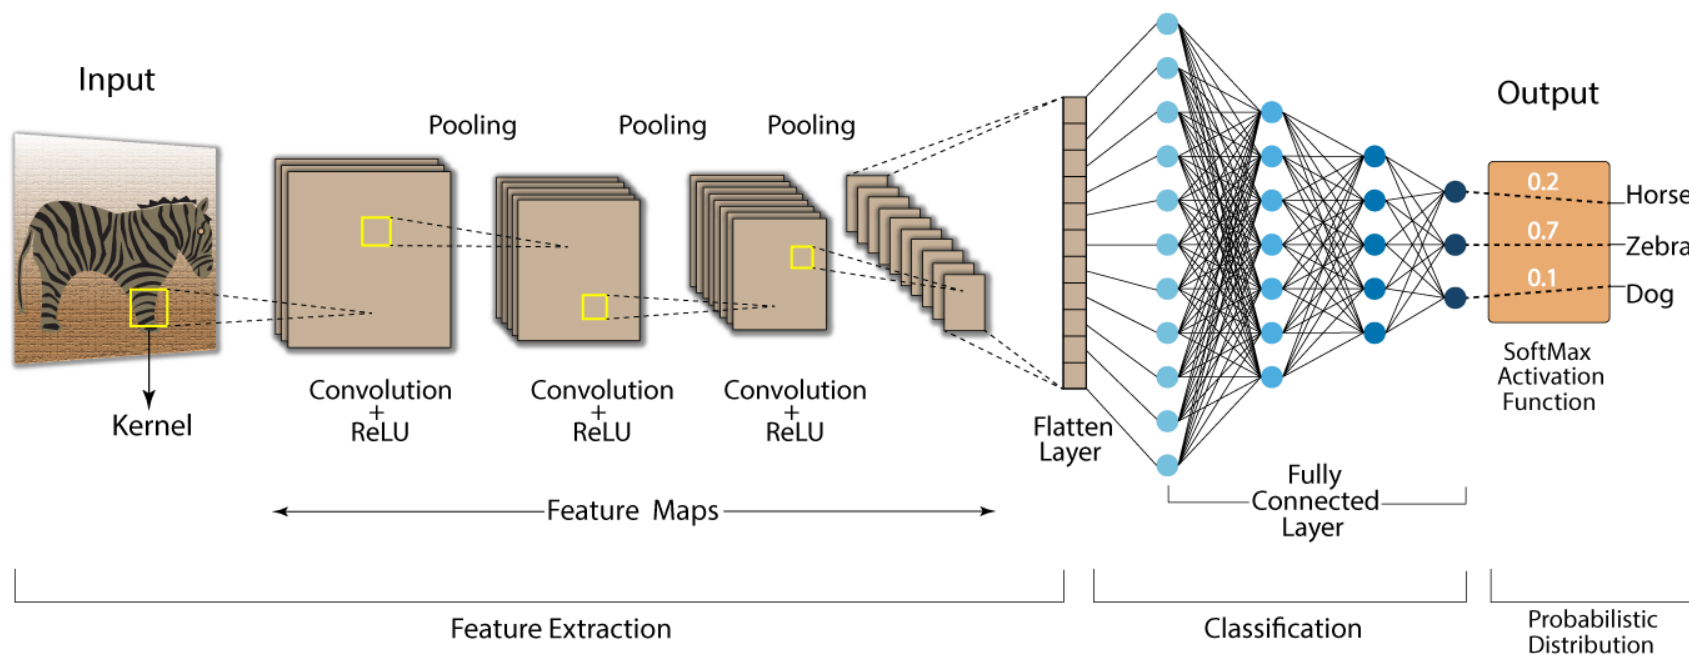 Input
Pooling
Pooling
Pooling
Output
0.2
Horse
0.7
Zebra
0.1
Dog
Kernel
Convolution
+
ReLU
Convolution
+
ReLU
Convolution
+
ReLU
Flatten
Layer
SoftMax
Activation
Function
Feature Maps
Fully
Connected
Layer
Feature Extraction
Classification
Probabilistic
Distribution